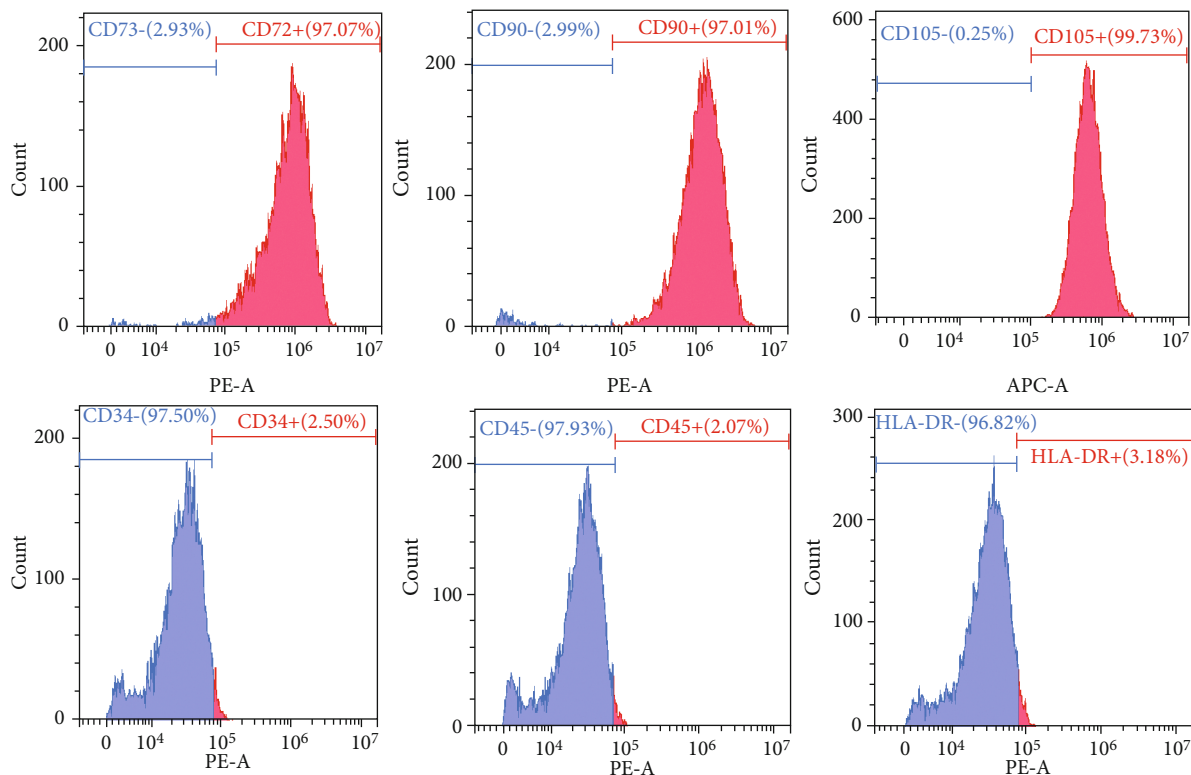 CD73-(2.93%) CD72+(97.07%)
200
100
0
Count
0 10⁴ 10⁵ 10⁶ 10⁷
PE-A
CD90-(2.99%) CD90+(97.01%)
200
100
0
Count
0 10⁴ 10⁵ 10⁶ 10⁷
PE-A
600
CD105-(0.25%) CD105+(99.73%)
400
200
0
Count
0 10⁴ 10⁵ 10⁶ 10⁷
APC-A
CD34-(97.50%) CD34+(2.50%)
200
100
0
Count
0 10⁴ 10⁵ 10⁶ 10⁷
PE-A
CD45-(97.93%) CD45+(2.07%)
200
100
0
Count
0 10⁴ 10⁵ 10⁶ 10⁷
PE-A
300
HLA-DR-(96.82%)
HLA-DR+(3.18%)
200
100
0
Count
0 10⁴ 10⁵ 10⁶ 10⁷
PE-A